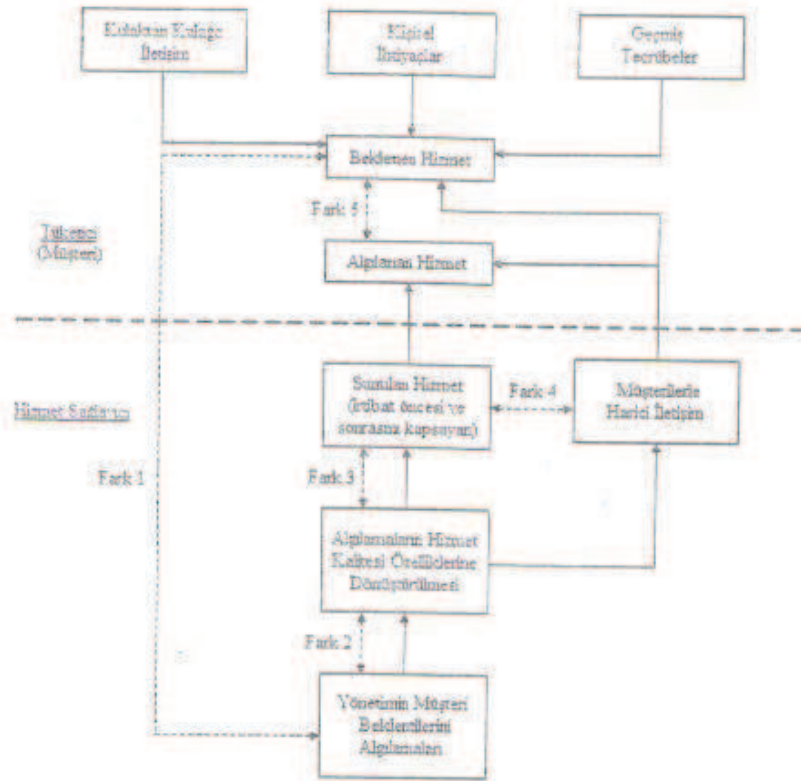 Kulaktan Kulağa
İletişim
Kişisel
İhtiyaçlar
Geçmiş
Tecrübeler
Beklenen Hizmet
Fark 5
Tüketici
(Müşteri)
Algılanan Hizmet
Sunulan Hizmet
(İrtibat öncesi ve
sonrasını kapsayan)
Fark 4
Müşterilerle
Harici İletişim
Hizmet Sağlayıcı
Fark 1
Fark 3
Algılamaların Hizmet
Kalitesi Özelliklerine
Dönüştürülmesi
Fark 2
Yönetimin Müşteri
Beklentilerini
Algılamaları